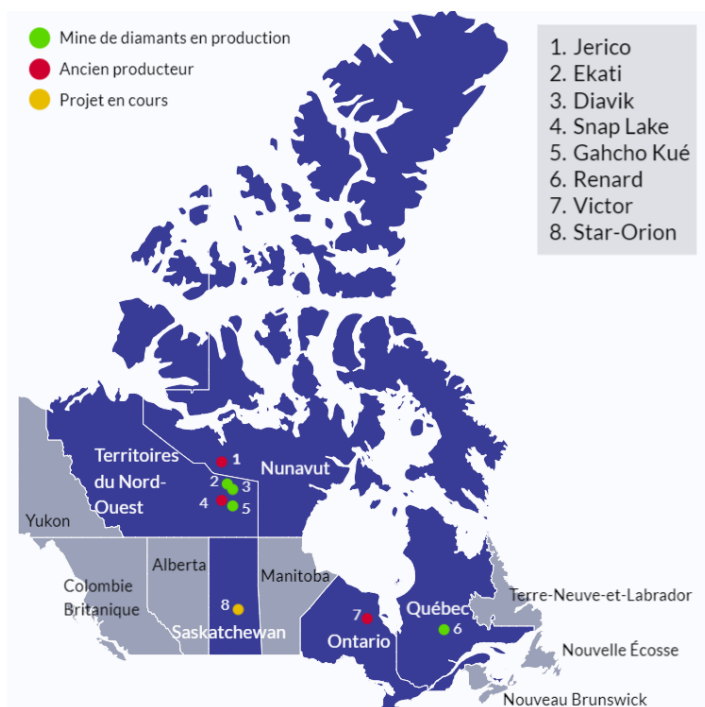 Mine de diamants en production
Ancien producteur
Projet en cours
1. Jerico
2. Ekati
3. Diavik
4. Snap Lake
5. Gahcho Kué
6. Renard
7. Victor
8. Star-Orion
Territoires
du Nord-
Ouest
1
Nunavut
2
3
4
5
Yukon
Colombie
Britanique
Alberta
Manitoba
8
Saskatchewan
7
Ontario
Québec
6
Terre-Neuve-et-Labrador
Nouvelle Écosse
Nouveau Brunswick